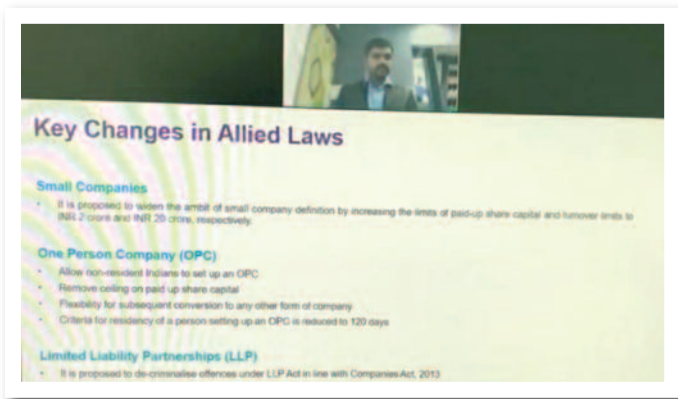 Key Changes in Allied Laws
Small Companies
• It is proposed to widen the ambit of small company definition by increasing the limits of paid-up share capital and turnover limits to
INR 2 crore and INR 20 crore, respectively.
One Person Company (OPC)
• Allow non-resident Indians to set up an OPC
• Remove ceiling on paid up share capital
• Flexibility for subsequent conversion to any other form of company
• Criteria for residency of a person setting up an OPC is reduced to 120 days
Limited Liability Partnerships (LLP)
• It is proposed to de-criminalise offences under LLP Act in line with Companies Act, 2013